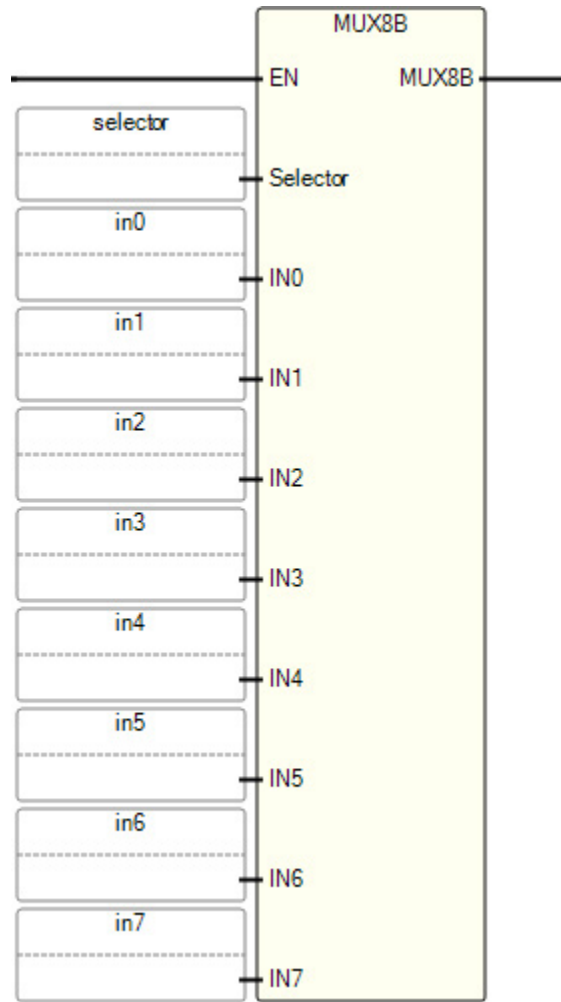 MUX8B
EN MUX8B
selector
Selector
in0
IN0
in1
IN1
in2
IN2
in3
IN3
in4
IN4
in5
IN5
in6
IN6
in7
IN7